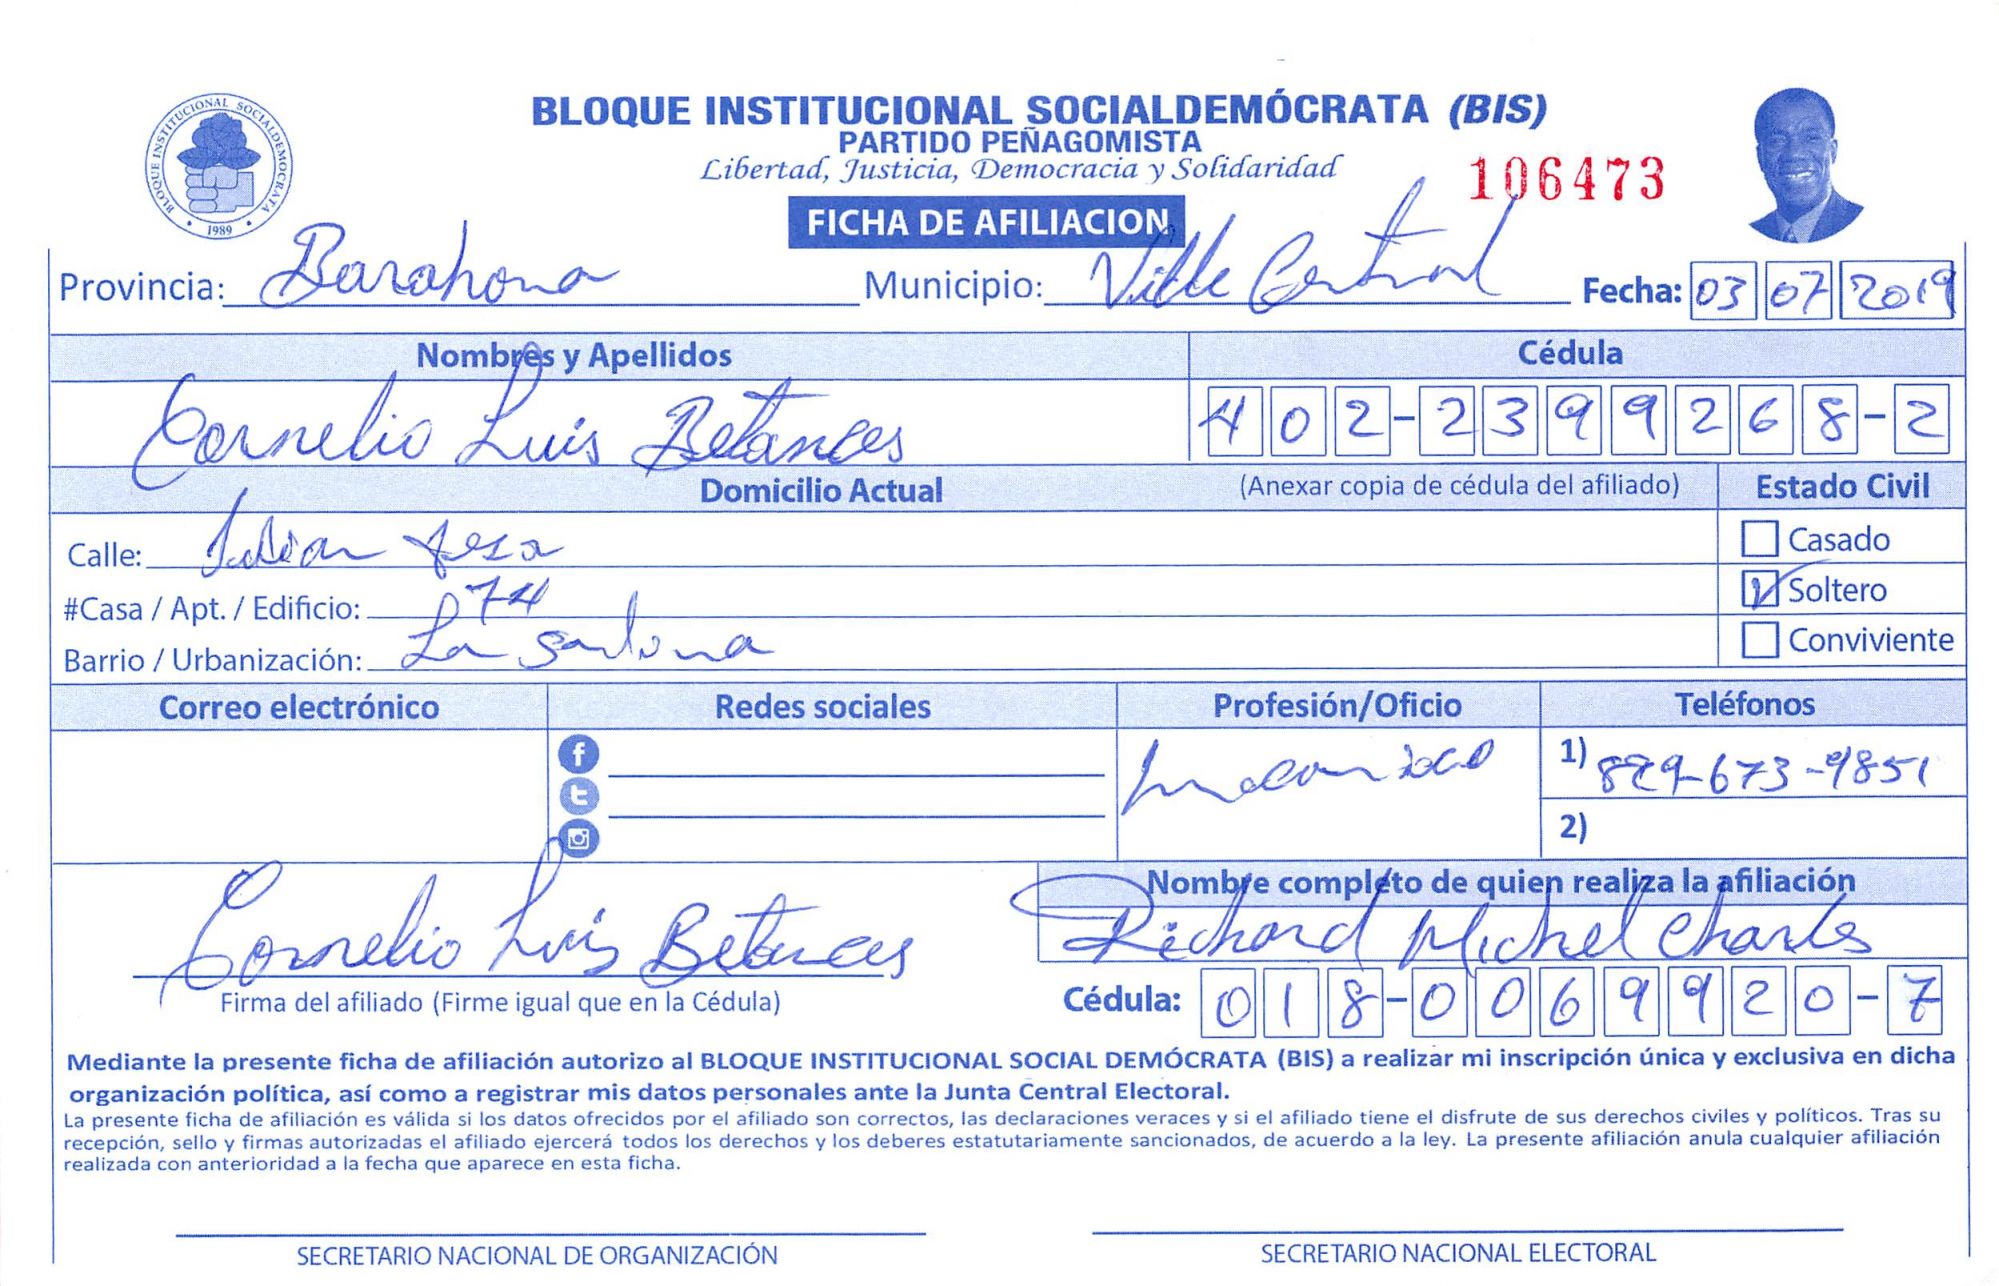 BLOQUE INSTITUCIONAL SOCIALDEMOCRATA
1989
BLOQUE INSTITUCIONAL SOCIALDEMÓCRATA (BIS)
PARTIDO PEÑAGOMISTA
Libertad, Justicia, Democracia y Solidaridad
106473
FICHA DE AFILIACION
Provincia: Barahona Municipio: Ville Central Fecha: 03 07 2019
Nombres y Apellidos Cédula
Cornelio Luis Betances 402-2399268-2
Domicilio Actual (Anexar copia de cédula del afiliado) Estado Civil
Calle: Casado
#Casa / Apt. / Edificio: 74 Soltero
Barrio / Urbanización: La Conviviente
Correo electrónico Redes sociales Profesión/Oficio Teléfonos
1) 829-673-9851
2)
Nombre completo de quien realiza la afiliación
Cornelio Luis Betances Richard Michel Charles
Firma del afiliado (Firme igual que en la Cédula) Cédula: 018-0069920-7
Mediante la presente ficha de afiliación autorizo al BLOQUE INSTITUCIONAL SOCIAL DEMÓCRATA (BIS) a realizar mi inscripción única y exclusiva en dicha
organización política, así como a registrar mis datos personales ante la Junta Central Electoral.
La presente ficha de afiliación es válida si los datos ofrecidos por el afiliado son correctos, las declaraciones veraces y si el afiliado tiene el disfrute de sus derechos civiles y políticos. Tras su
recepción, sello y firmas autorizadas el afiliado ejercerá todos los derechos y los deberes estatutariamente sancionados, de acuerdo a la ley. La presente afiliación anula cualquier afiliación
realizada con anterioridad a la fecha que aparece en esta ficha.
SECRETARIO NACIONAL DE ORGANIZACIÓN SECRETARIO NACIONAL ELECTORAL